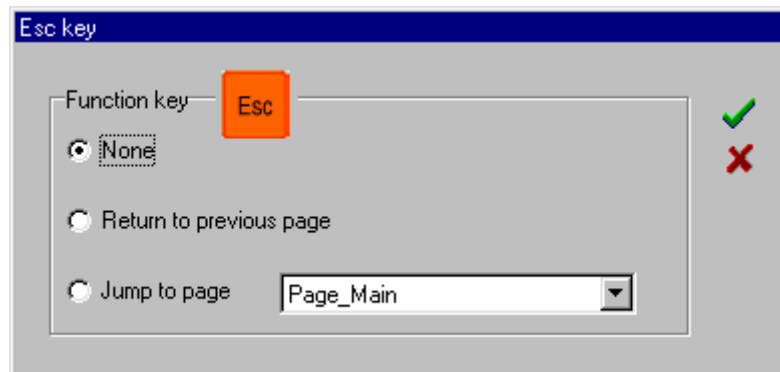 Esc key
Function key
Esc
None
Return to previous page
Jump to page
Page_Main